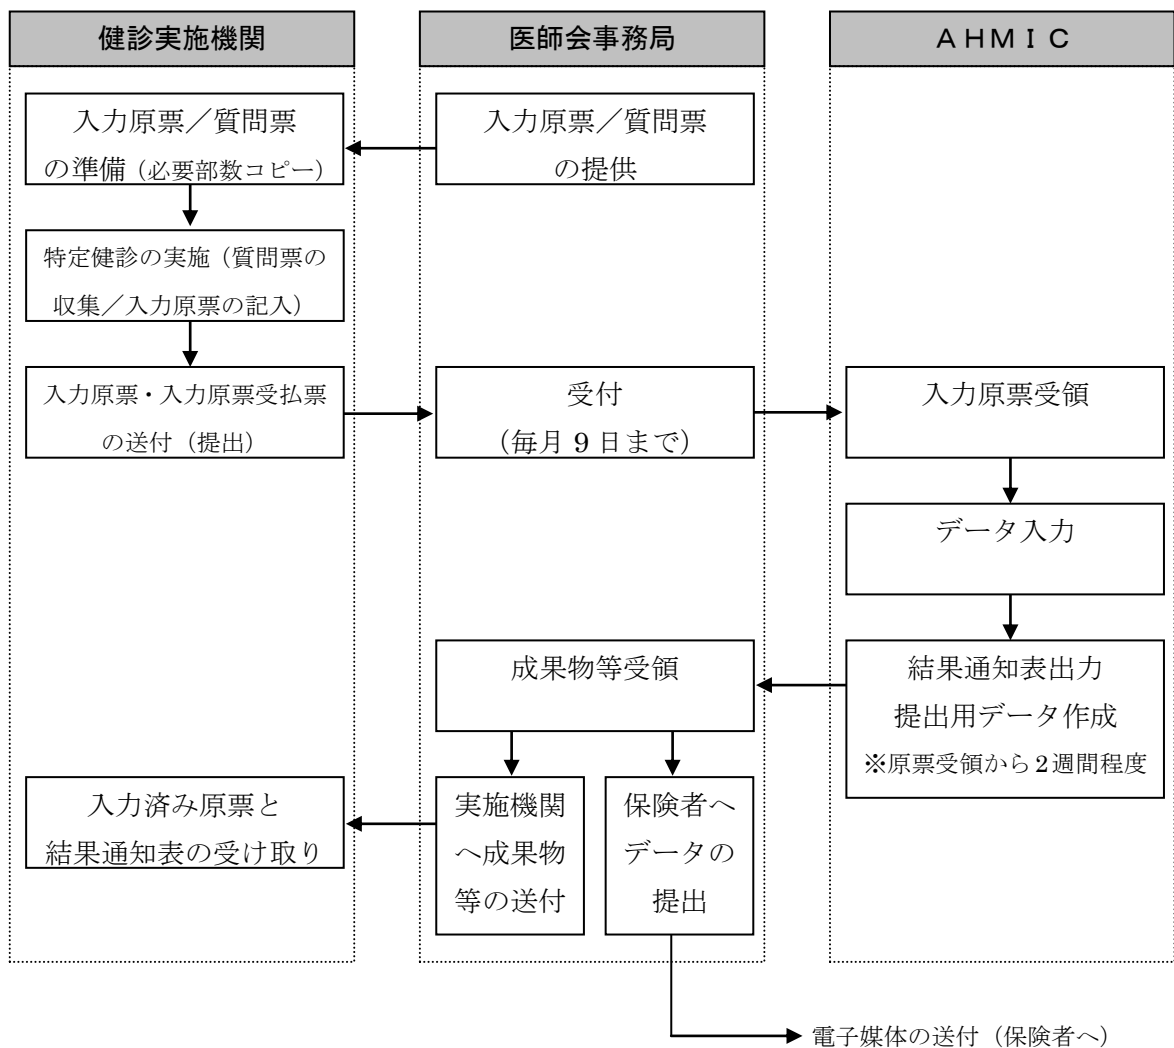 健診実施機関
医師会事務局
ＡＨＭＩＣ
入力原票／質問票
の準備（必要部数コピー）
入力原票／質問票
の提供
特定健診の実施（質問票の
収集／入力原票の記入）
入力原票・入力原票受払票
の送付（提出）
受付
（毎月 9 日まで）
入力原票受領
データ入力
成果物等受領
結果通知表出力
提出用データ作成
※原票受領から 2 週間程度
入力済み原票と
結果通知表の受け取り
実施機関
へ成果物
等の送付
保険者へ
データの
提出
電子媒体の送付（保険者へ）